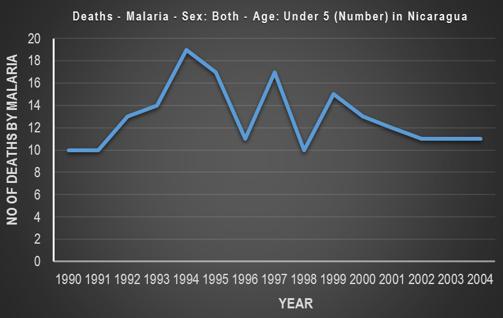 Deaths - Malaria - Sex: Both - Age: Under 5 (Number) in Nicaragua
NO OF DEATHS BY MALARIA
20
18
16
14
12
10
8
6
4
2
0
1990 1991 1992 1993 1994 1995 1996 1997 1998 1999 2000 2001 2002 2003 2004
YEAR